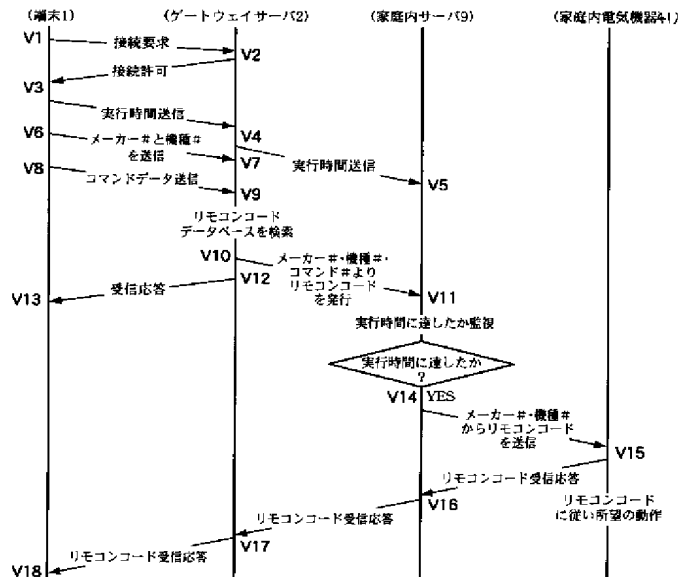 (端末1)
(ゲートウェイサーバ2)
(家庭内サーバ9)
(家庭内電気機器41)
V1
接続要求
V2
接続許可
V3
実行時間送信
V4
V6
メーカー#と機種#
を送信
V7
実行時間送信
V5
V8
コマンドデータ送信
V9
リモコンコード
データベースを検索
V10
メーカー#・機種#・
コマンド#より
リモコンコード
を発行
V12
受信応答
V13
V11
実行時間に達したか監視
実行時間に達したか
?
V14
YES
メーカー#・機種#
からリモコンコード
を送信
V15
リモコンコード受信応答
V16
リモコンコード
に従い所望の動作
リモコンコード受信応答
V17
リモコンコード受信応答
V18